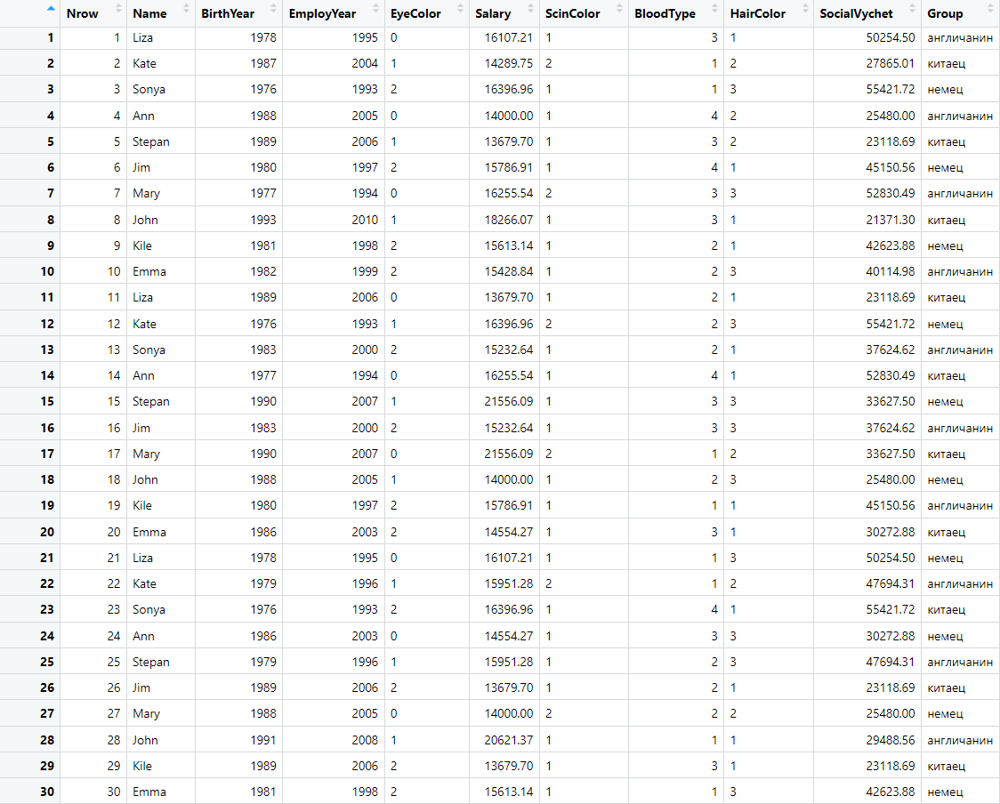 Nrow Name BirthYear EmployYear EyeColor Salary ScinColor BloodType HairColor SocialVychet Group
1 1 Liza 1978 1995 0 16107.21 1 3 1 50254.50 англичанин
2 2 Kate 1987 2004 1 14289.75 2 1 2 27865.01 китаец
3 3 Sonya 1976 1993 2 16396.96 1 1 3 55421.72 немец
4 4 Ann 1988 2005 0 14000.00 1 4 2 25480.00 англичанин
5 5 Stepan 1989 2006 1 13679.70 1 3 2 23118.69 китаец
6 6 Jim 1980 1997 2 15786.91 1 4 1 45150.56 немец
7 7 Mary 1977 1994 0 16255.54 2 3 3 52830.49 англичанин
8 8 John 1993 2010 1 18266.07 1 3 1 21371.30 китаец
9 9 Kile 1981 1998 2 15613.14 1 2 1 42623.88 немец
10 10 Emma 1982 1999 2 15428.84 1 2 3 40114.98 англичанин
11 11 Liza 1989 2006 0 13679.70 1 2 1 23118.69 китаец
12 12 Kate 1976 1993 1 16396.96 2 2 3 55421.72 немец
13 13 Sonya 1983 2000 2 15232.64 1 2 1 37624.62 англичанин
14 14 Ann 1977 1994 0 16255.54 1 4 1 52830.49 китаец
15 15 Stepan 1990 2007 1 21556.09 1 3 3 33627.50 немец
16 16 Jim 1983 2000 2 15232.64 1 3 3 37624.62 англичанин
17 17 Mary 1990 2007 0 21556.09 2 1 2 33627.50 китаец
18 18 John 1988 2005 1 14000.00 1 2 3 25480.00 немец
19 19 Kile 1980 1997 2 15786.91 1 1 1 45150.56 англичанин
20 20 Emma 1986 2003 2 14554.27 1 3 1 30272.88 китаец
21 21 Liza 1978 1995 0 16107.21 1 1 3 50254.50 немец
22 22 Kate 1979 1996 1 15951.28 2 1 2 47694.31 англичанин
23 23 Sonya 1976 1993 2 16396.96 1 4 1 55421.72 китаец
24 24 Ann 1986 2003 0 14554.27 1 3 3 30272.88 немец
25 25 Stepan 1979 1996 1 15951.28 1 2 3 47694.31 англичанин
26 26 Jim 1989 2006 2 13679.70 1 2 1 23118.69 китаец
27 27 Mary 1988 2005 0 14000.00 2 2 2 25480.00 немец
28 28 John 1991 2008 1 20621.37 1 1 1 29488.56 англичанин
29 29 Kile 1989 2006 2 13679.70 1 3 1 23118.69 китаец
30 30 Emma 1981 1998 2 15613.14 1 1 3 42623.88 немец